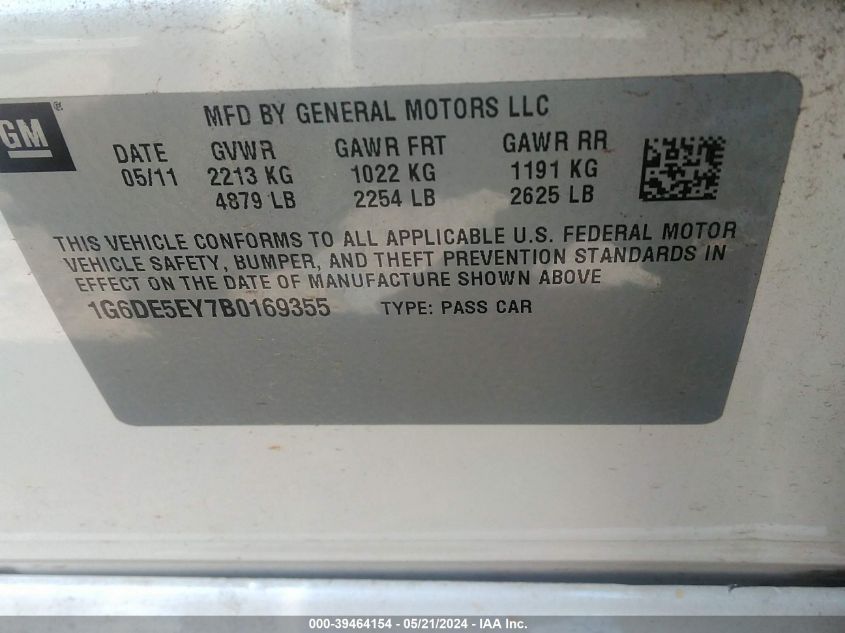 GM®
MFD BY GENERAL MOTORS LLC
DATE GVWR GAWR FRT GAWR RR
05/11 2213 KG 1022 KG 1191 KG
4879 LB 2254 LB 2625 LB
THIS VEHICLE CONFORMS TO ALL APPLICABLE U.S. FEDERAL MOTOR
VEHICLE SAFETY, BUMPER, AND THEFT PREVENTION STANDARDS IN
EFFECT ON THE DATE OF MANUFACTURE SHOWN ABOVE
1G6DE5EY7B0169355 TYPE: PASS CAR
000-39464154 - 05/21/2024 - IAA Inc.